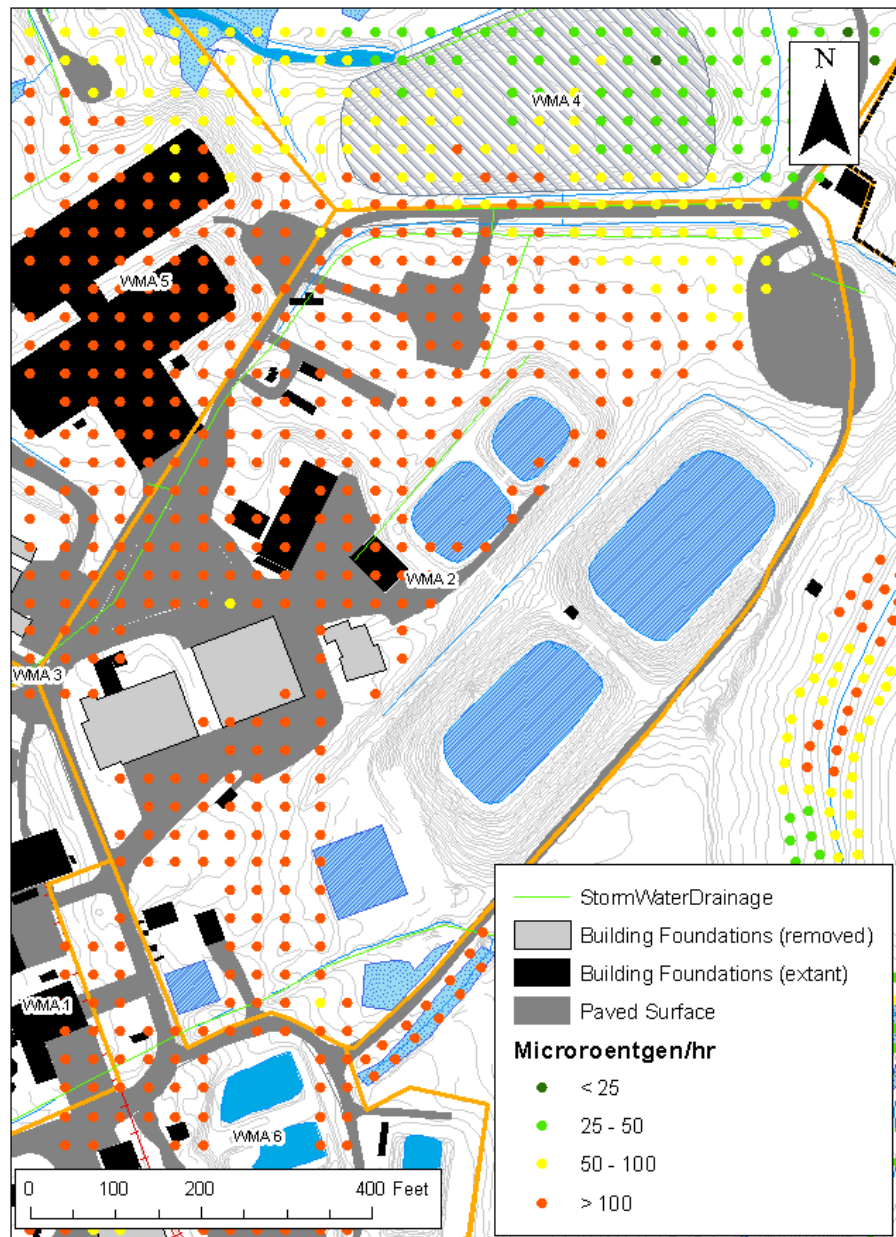 WMA 4
N
WMA 5
WMA 2
WMA 3
WMA 1
WMA 6
StormWaterDrainage
Building Foundations (removed)
Building Foundations (extant)
Paved Surface
Microroentgen/hr
< 25
25 - 50
50 - 100
> 100
0 100 200 400 Feet